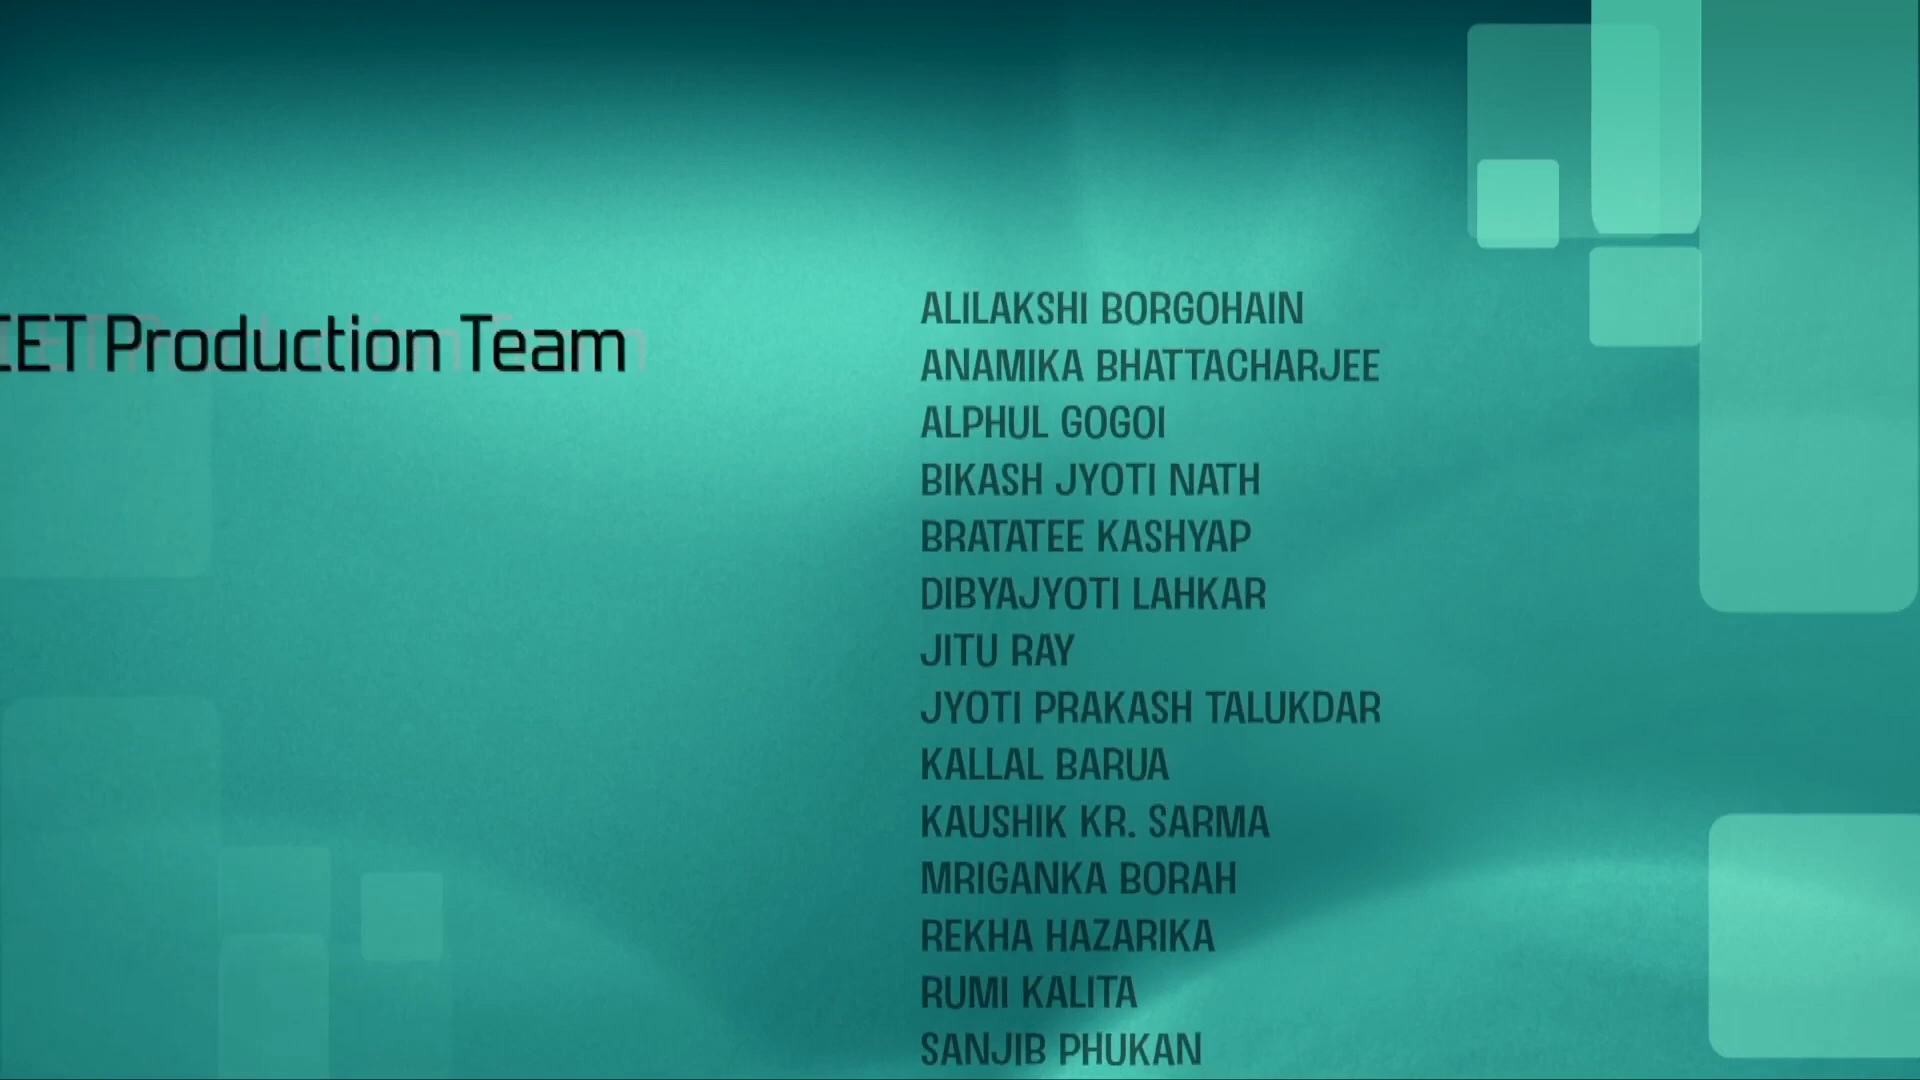 IET Production Team
ALILAKSHI BORGOHAIN
ANAMIKA BHATTACHARJEE
ALPHUL GOGOI
BIKASH JYOTI NATH
BRATATEE KASHYAP
DIBYAJYOTI LAHKAR
JITU RAY
JYOTI PRAKASH TALUKDAR
KALLAL BARUA
KAUSHIK KR. SARMA
MRIGANKA BORAH
REKHA HAZARIKA
RUMI KALITA
SANJIB PHUKAN